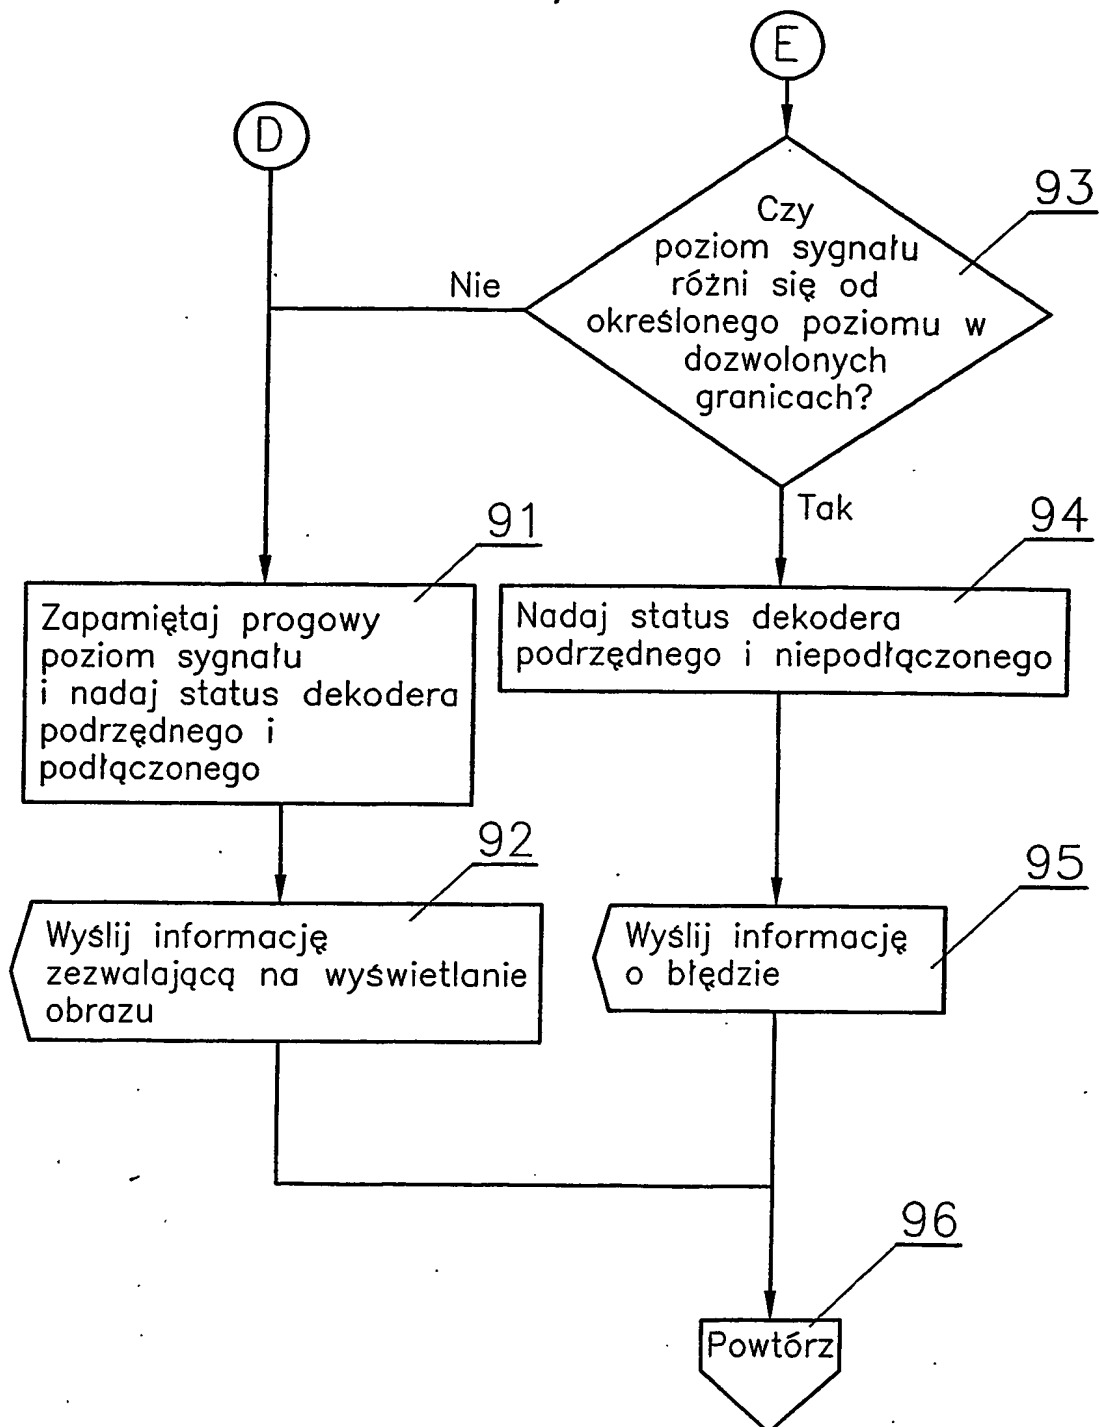 E
D
93
Czy
poziom sygnału
różni się od
określonego poziomu w
dozwolonych
granicach?
Nie
Tak
91
94
Zapamiętaj progowy
poziom sygnału
i nadaj status dekodera
podrzędnego i
podłączonego
Nadaj status dekodera
podrzędnego i niepodłączonego
92
95
Wyślij informację
zezwalającą na wyświetlanie
obrazu
Wyślij informację
o błędzie
96
Powtórz